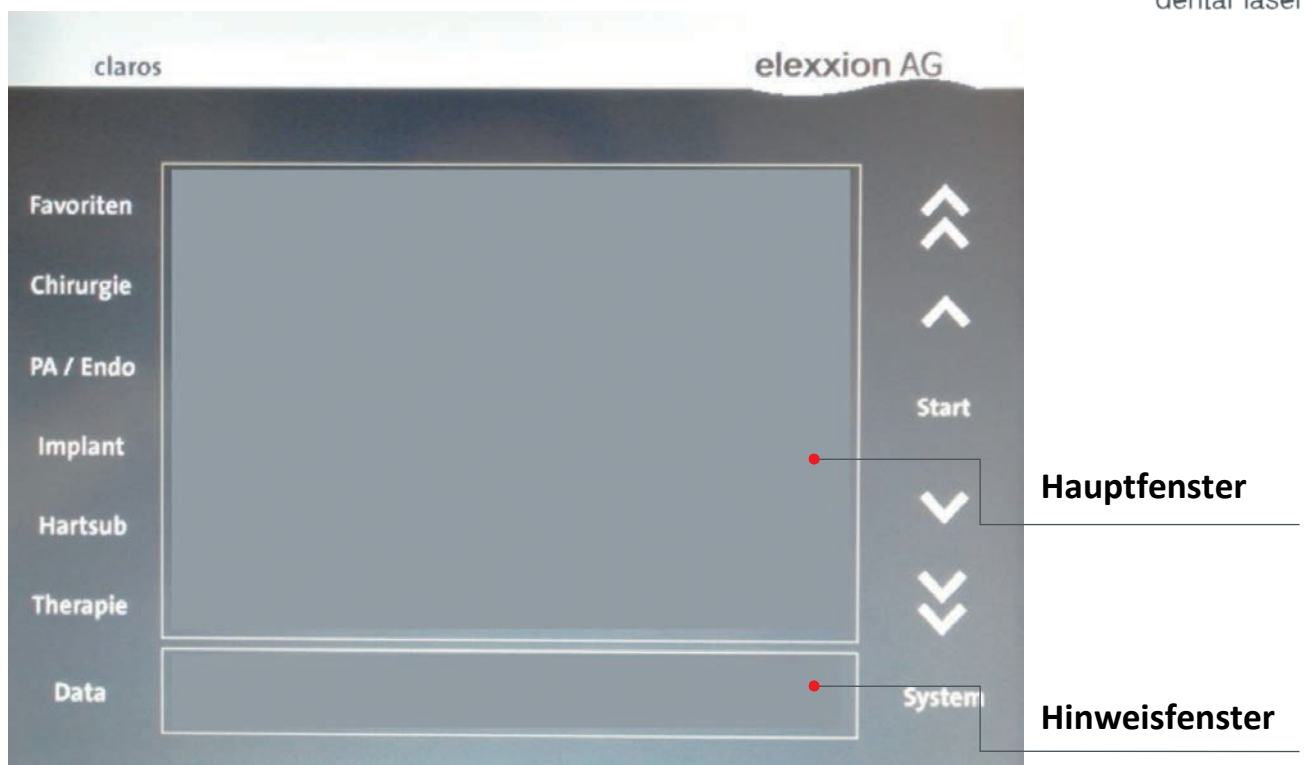 dental laser
claros
elexxion AG
Favoriten
Chirurgie
PA / Endo
Implant
Hartsub
Therapie
Data
Start
System
Hauptfenster
Hinweisfenster